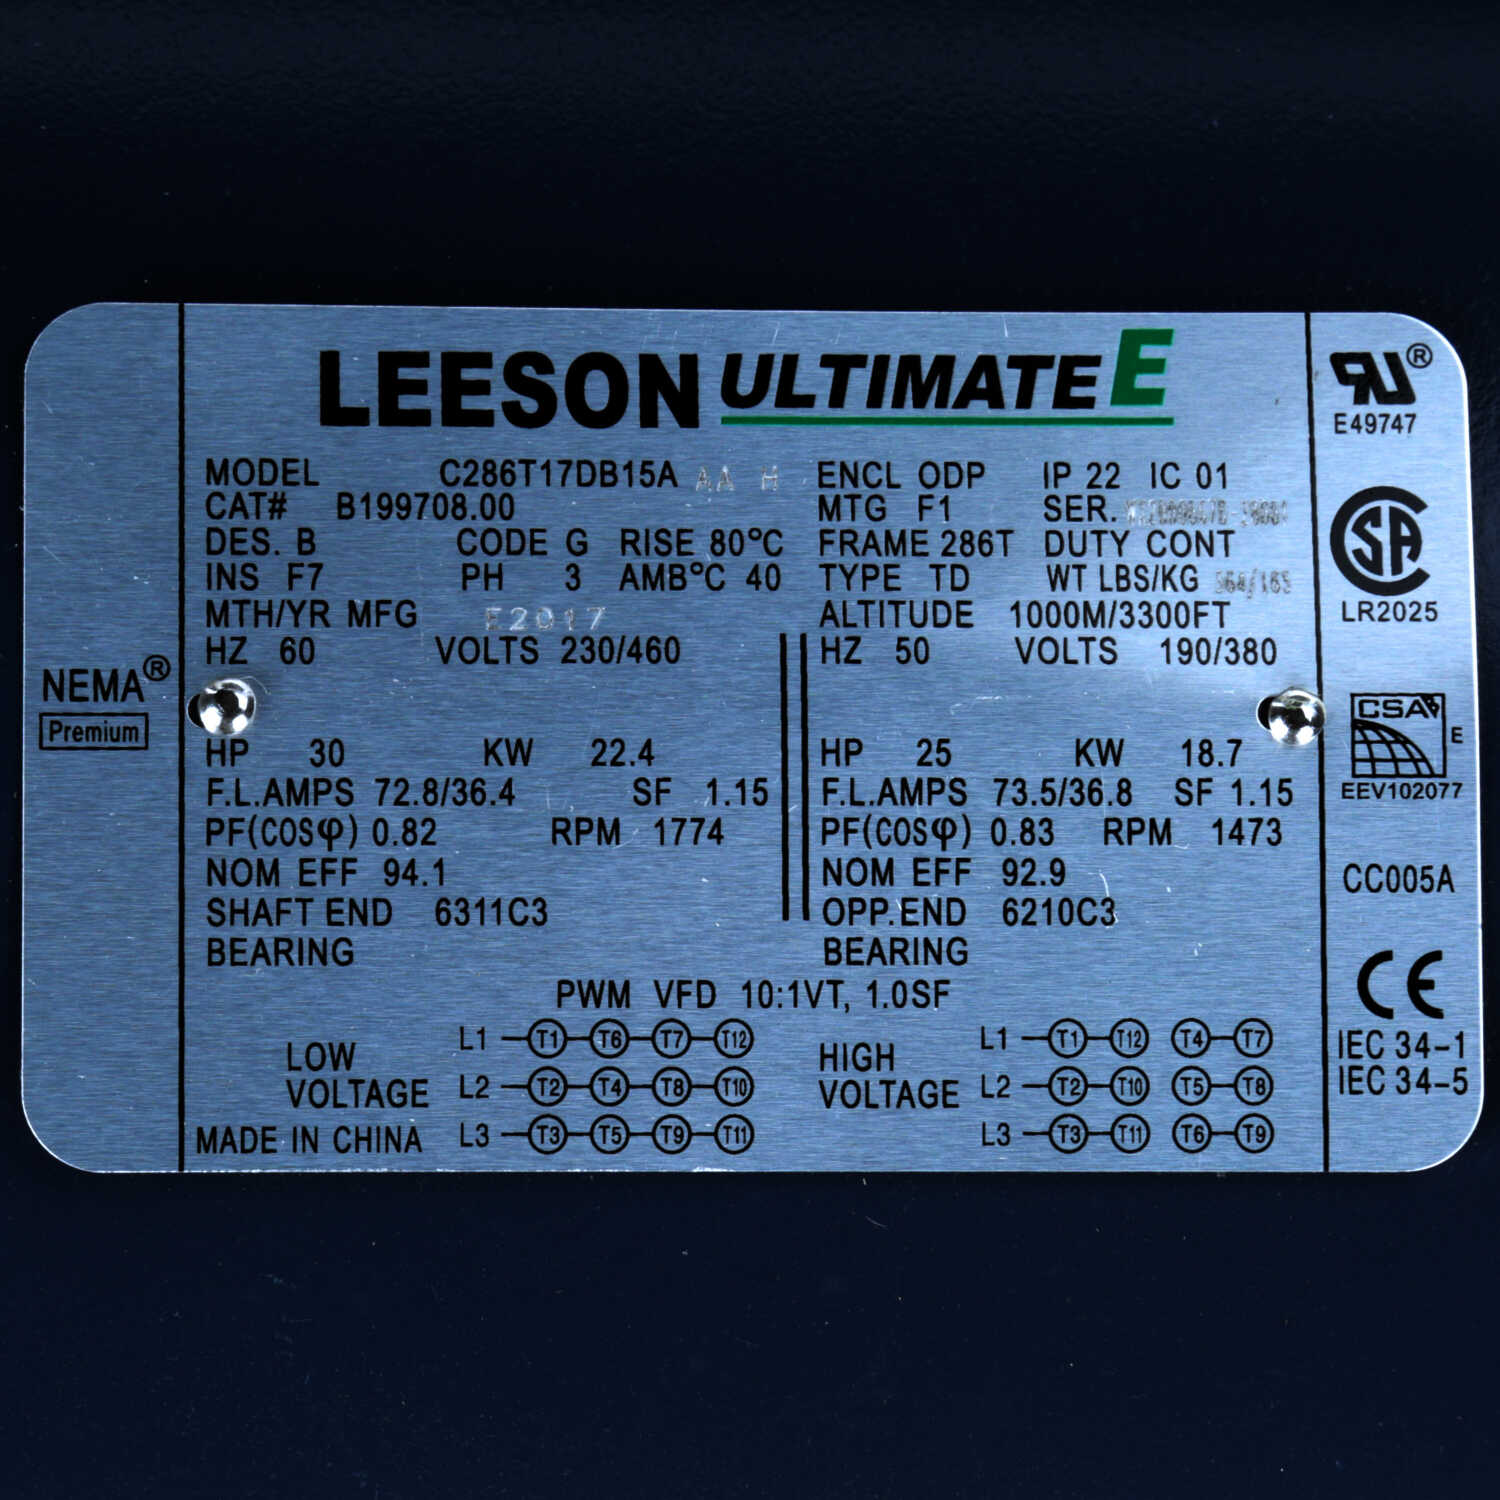 LEESON ULTIMATE E
MODEL C286T17DB15A AA H ENCL ODP IP 22 IC 01
CAT# B199708.00 MTG F1 SER.
DES. B CODE G RISE 80°C FRAME 286T DUTY CONT
INS F7 PH 3 AMB°C 40 TYPE TD WT LBS/KG
MTH/YR MFG E2017 ALTITUDE 1000M/3300FT
HZ 60 VOLTS 230/460 HZ 50 VOLTS 190/380
HP 30 KW 22.4 HP 25 KW 18.7
F.L.AMPS 72.8/36.4 SF 1.15 F.L.AMPS 73.5/36.8 SF 1.15
PF(COSφ) 0.82 RPM 1774 PF(COSφ) 0.83 RPM 1473
NOM EFF 94.1 NOM EFF 92.9
SHAFT END 6311C3 OPP.END 6210C3
BEARING BEARING
PWM VFD 10:1VT, 1.0SF
LOW VOLTAGE
L1 T1 T6 T7 T12
L2 T2 T4 T8 T10
L3 T3 T5 T9 T11
HIGH VOLTAGE
L1 T1 T12 T4 T7
L2 T2 T10 T5 T8
L3 T3 T11 T6 T9
MADE IN CHINA
NEMA®
Premium
RU®
E49747
SA
LR2025
CSA
E
EEV102077
CC005A
CE
IEC 34-1
IEC 34-5